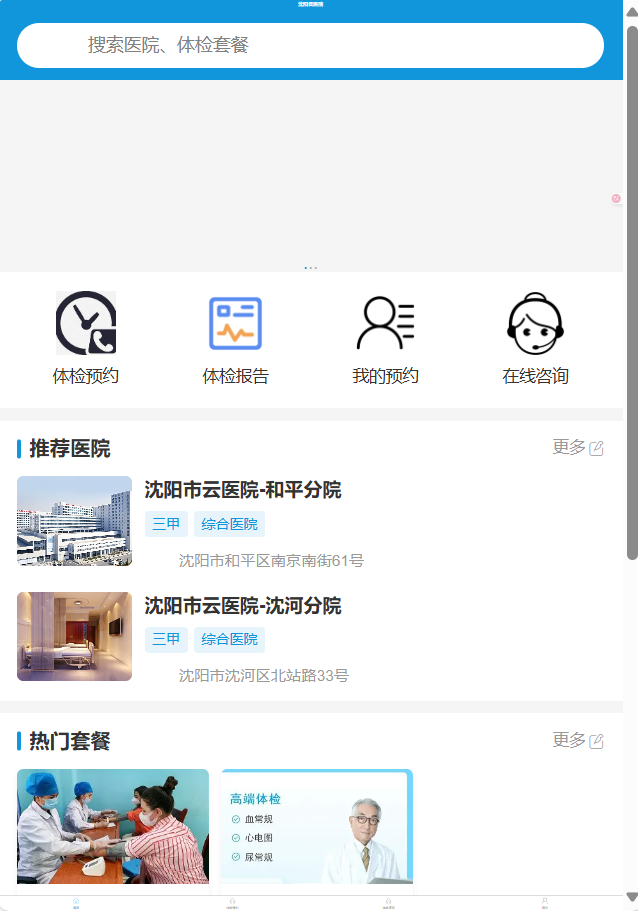 沈阳云医院
搜索医院、体检套餐
体检预约
体检报告
我的预约
在线咨询
推荐医院
更多
沈阳市云医院-和平分院
三甲
综合医院
沈阳市和平区南京南街61号
沈阳市云医院-沈河分院
三甲
综合医院
沈阳市沈河区北站路33号
热门套餐
更多
高端体检
血常规
心电图
尿常规